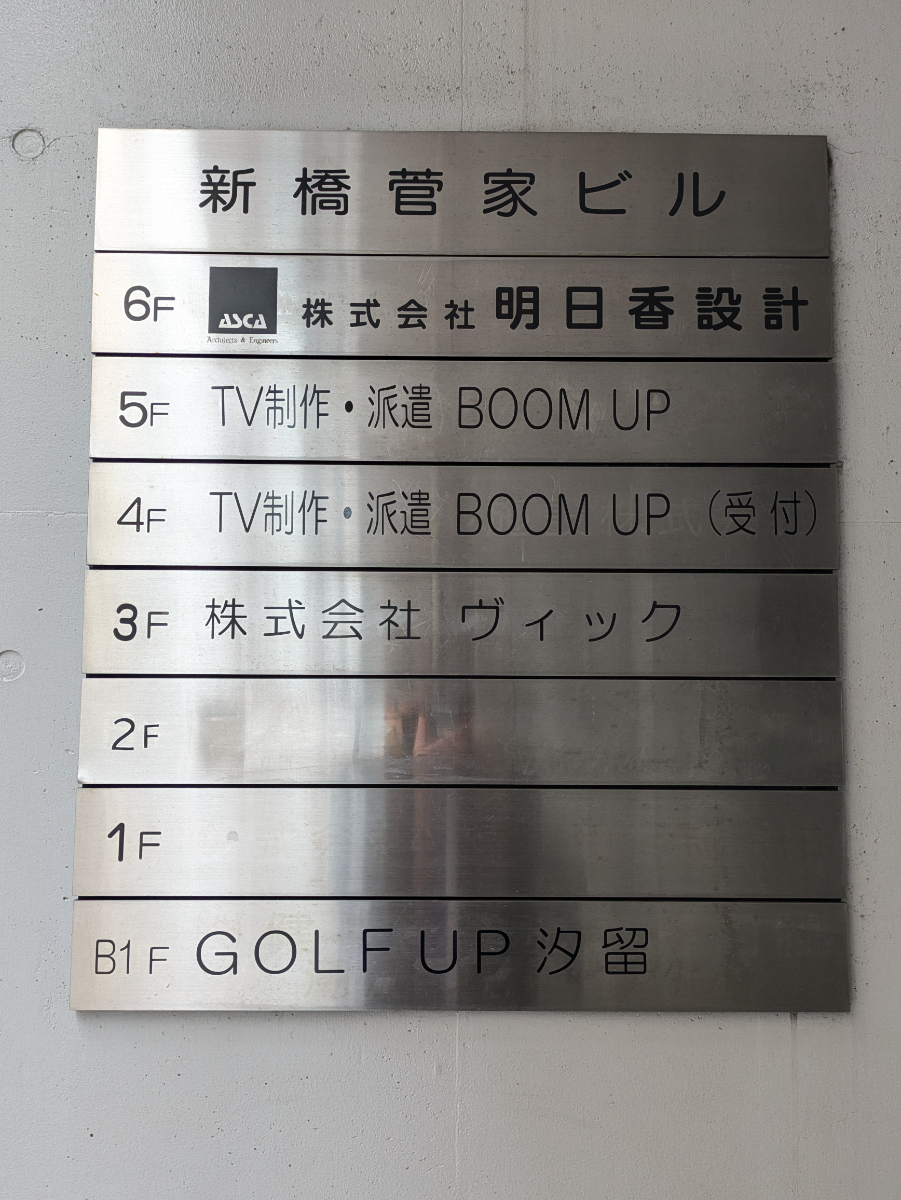 新橋菅家ビル
6F ASCA Architects & Engineers 株式会社 明日香設計
5F TV制作・派遣 BOOM UP
4F TV制作・派遣 BOOM UP (受付)
3F 株式会社 ヴィック
2F
1F
B1F GOLF UP 汐留